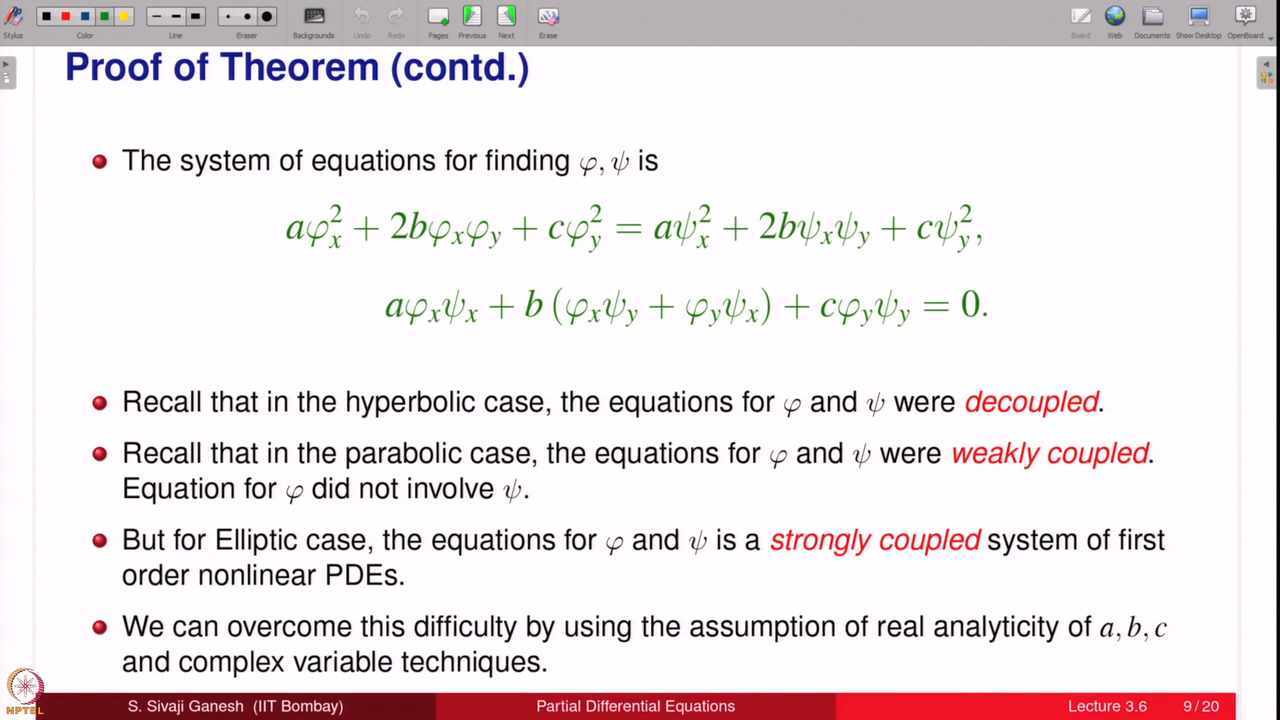 Stylus Color Line Eraser Backgrounds Undo Redo Pages Previous Next Erase Board Web Documents Show Desktop OpenBoard
Proof of Theorem (contd.)
The system of equations for finding φ, ψ is
aφ_x^2 + 2bφ_xφ_y + cφ_y^2 = aψ_x^2 + 2bψ_xψ_y + cψ_y^2,
aφ_xψ_x + b (φ_xψ_y + φ_yψ_x) + cφ_yψ_y = 0.
Recall that in the hyperbolic case, the equations for φ and ψ were decoupled.
Recall that in the parabolic case, the equations for φ and ψ were weakly coupled.
Equation for φ did not involve ψ.
But for Elliptic case, the equations for φ and ψ is a strongly coupled system of first
order nonlinear PDEs.
We can overcome this difficulty by using the assumption of real analyticity of a, b, c
and complex variable techniques.
NPTEL
S. Sivaji Ganesh (IIT Bombay) Partial Differential Equations Lecture 3.6 9 / 20